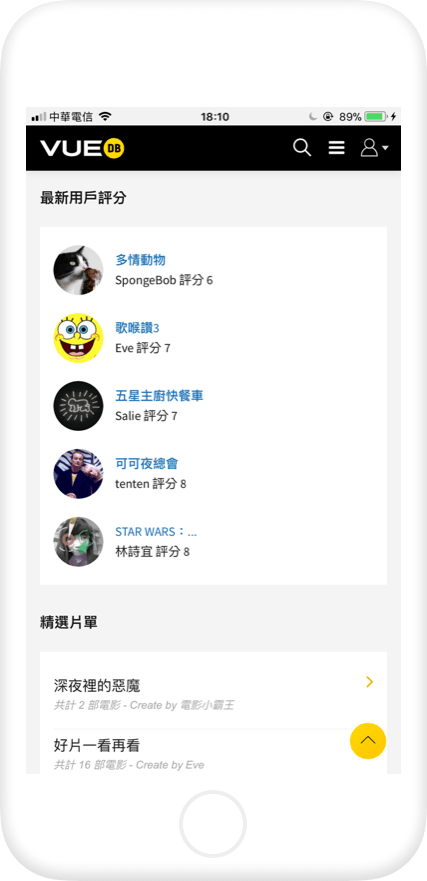 中華電信
18:10
89%
VUE DB
最新用戶評分
多情動物
SpongeBob 評分 6
歌喉讚3
Eve 評分 7
五星主廚快餐車
Salie 評分 7
可可夜總會
tenten 評分 8
STAR WARS：...
林詩宜 評分 8
精選片單
深夜裡的惡魔
共計 2 部電影 - Create by 電影小霸王
好片一看再看
共計 16 部電影 - Create by Eve